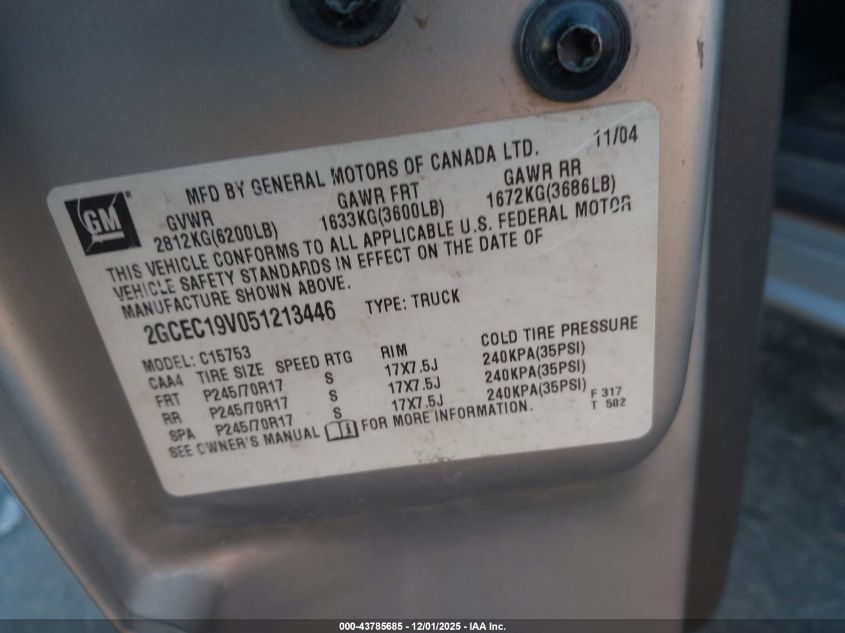 MFD BY GENERAL MOTORS OF CANADA LTD. 11/04
GM®
GVWR GAWR FRT GAWR RR
2812KG(6200LB) 1633KG(3600LB) 1672KG(3686LB)
THIS VEHICLE CONFORMS TO ALL APPLICABLE U.S. FEDERAL MOTOR
VEHICLE SAFETY STANDARDS IN EFFECT ON THE DATE OF
MANUFACTURE SHOWN ABOVE.
2GCEC19V051213446 TYPE: TRUCK
MODEL: C15753
CAA4 TIRE SIZE SPEED RTG RIM COLD TIRE PRESSURE
FRT P245/70R17 S 17X7.5J 240KPA(35PSI)
RR P245/70R17 S 17X7.5J 240KPA(35PSI)
SPA P245/70R17 S 17X7.5J 240KPA(35PSI)
SEE OWNER'S MANUAL FOR MORE INFORMATION.
F 317
T 502
000-43785685 - 12/01/2025 - IAA Inc.